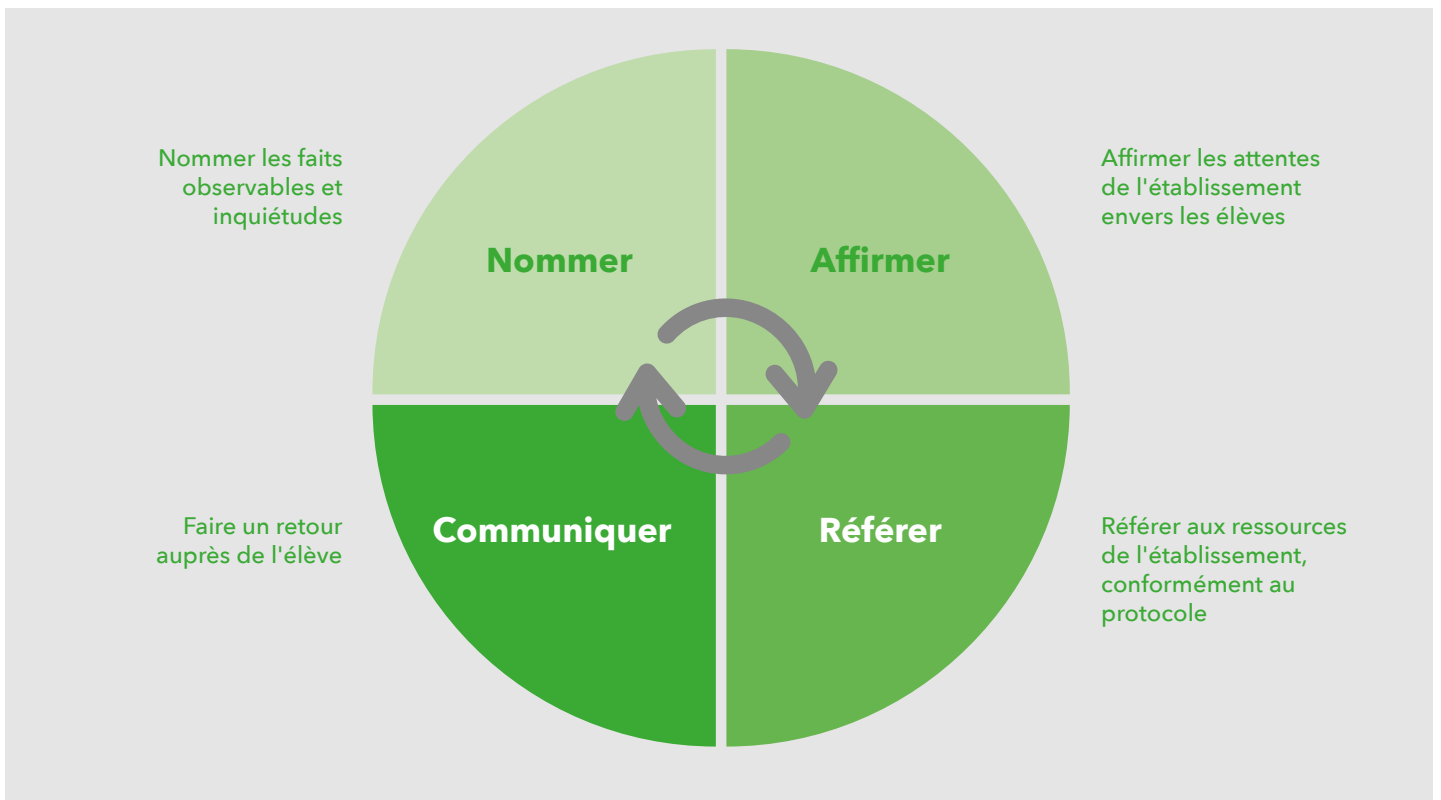 Nommer les faits
observables et
inquiétudes
Nommer
Affirmer
Affirmer les attentes
de l'établissement
envers les élèves
Faire un retour
auprès de l'élève
Communiquer
Référer
Référer aux ressources
de l'établissement,
conformément au
protocole